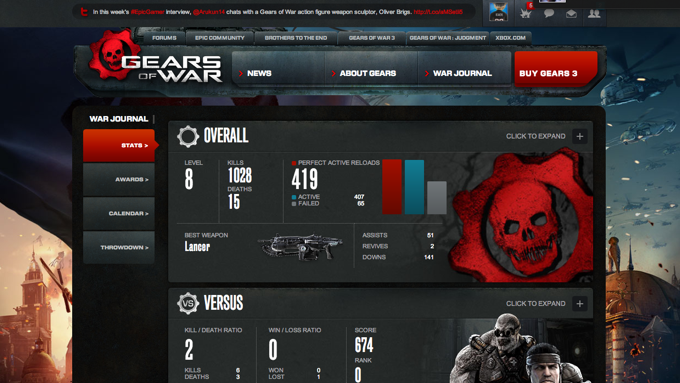 In this week's #EpicGamer interview, @Arukun14 chats with a Gears of War action figure weapon sculptor, Oliver Brigs.
6
FORUMS
EPIC COMMUNITY
BROTHERS TO THE END
GEARS OF WAR 3
GEARS OF WAR : JUDGMENT
XBOX.COM
GEARS
OF WAR
NEWS
ABOUT GEARS
WAR JOURNAL
BUY GEARS 3
WAR JOURNAL
STATS >
AWARDS >
CALENDAR >
THROWDOWN >
OVERALL
CLICK TO EXPAND +
LEVEL
8
KILLS
1028
DEATHS
15
PERFECT ACTIVE RELOADS
419
ACTIVE 407
FAILED 65
BEST WEAPON
Lancer
ASSISTS 51
REVIVES 2
DOWNS 141
VS VERSUS
CLICK TO EXPAND +
KILL / DEATH RATIO
2
KILLS 6
DEATHS 3
WIN / LOSS RATIO
0
WON 0
LOST 1
SCORE
674
RANK
0